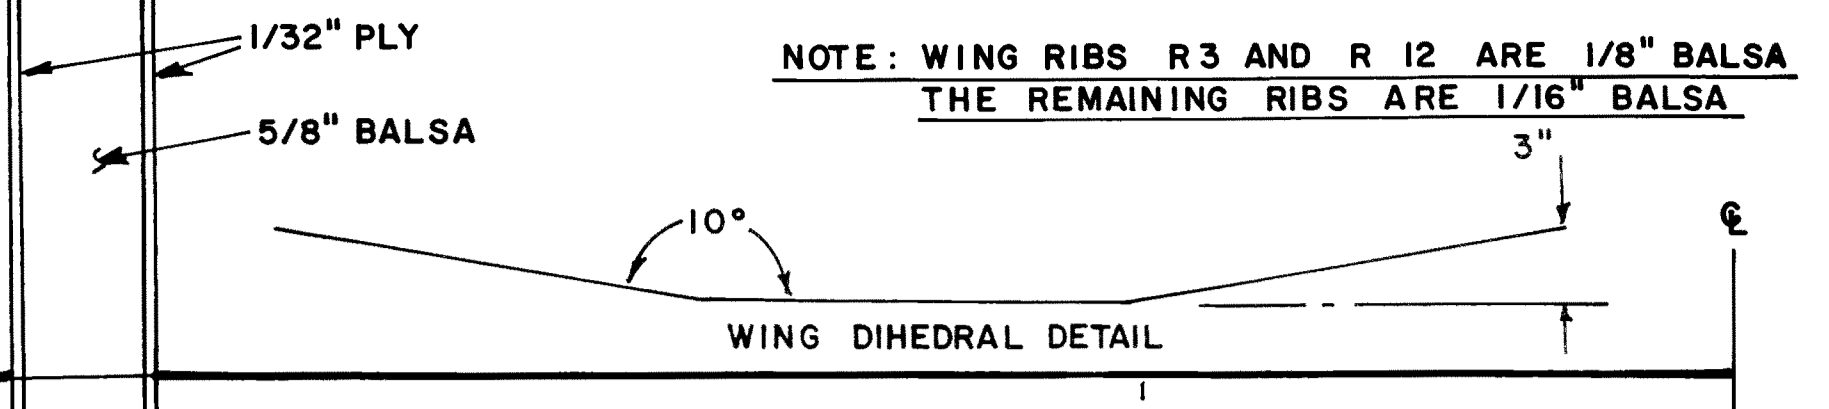 1/32" PLY
NOTE: WING RIBS R3 AND R 12 ARE 1/8" BALSA
THE REMAINING RIBS ARE 1/16" BALSA
5/8" BALSA
3"
10°
℄
WING DIHEDRAL DETAIL